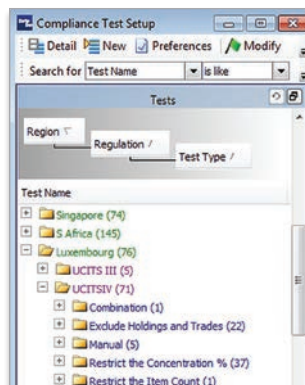 Compliance Test Setup
Detail New Preferences Modify
Search for Test Name is like
Tests
Region
Regulation
Test Type
Test Name
Singapore (74)
S Africa (145)
Luxembourg (76)
UCITS III (5)
UCITSIV (71)
Combination (1)
Exclude Holdings and Trades (22)
Manual (5)
Restrict the Concentration % (37)
Restrict the Item Count (1)